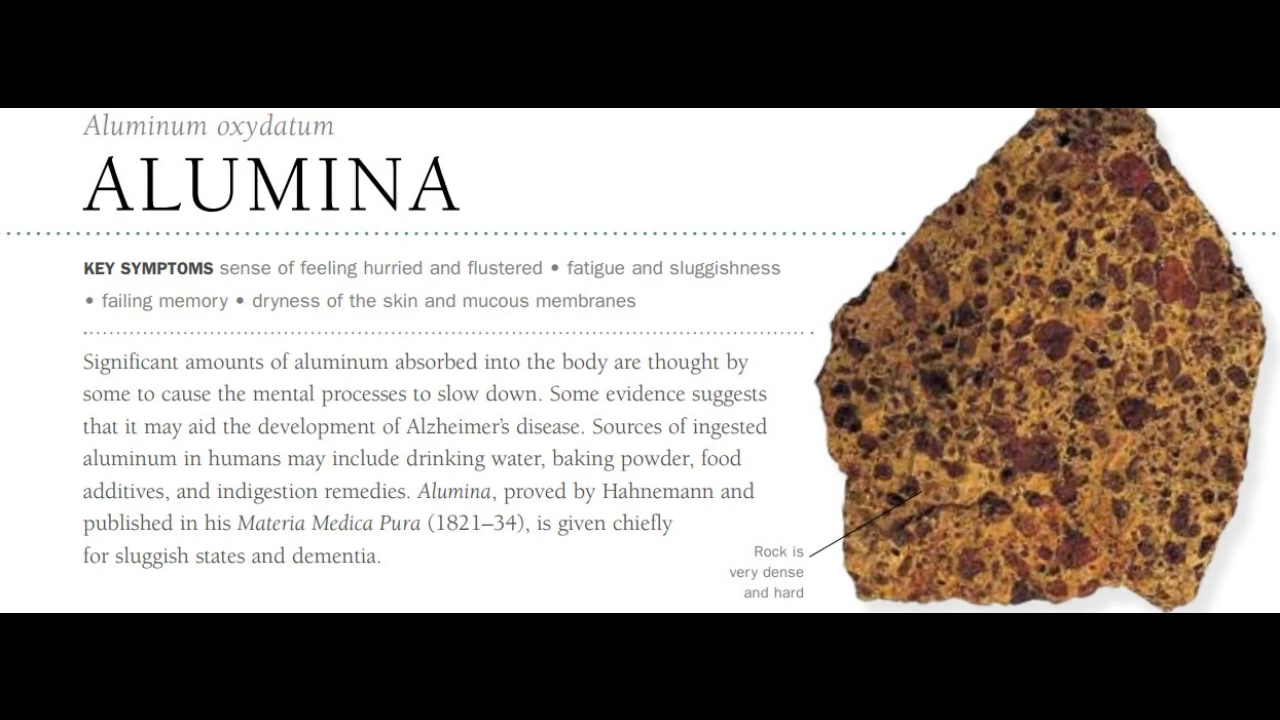 Aluminum oxydatum
ALUMINA
KEY SYMPTOMS sense of feeling hurried and flustered • fatigue and sluggishness
• failing memory • dryness of the skin and mucous membranes
Significant amounts of aluminum absorbed into the body are thought by
some to cause the mental processes to slow down. Some evidence suggests
that it may aid the development of Alzheimer's disease. Sources of ingested
aluminum in humans may include drinking water, baking powder, food
additives, and indigestion remedies. Alumina, proved by Hahnemann and
published in his Materia Medica Pura (1821–34), is given chiefly
for sluggish states and dementia.
Rock is
very dense
and hard